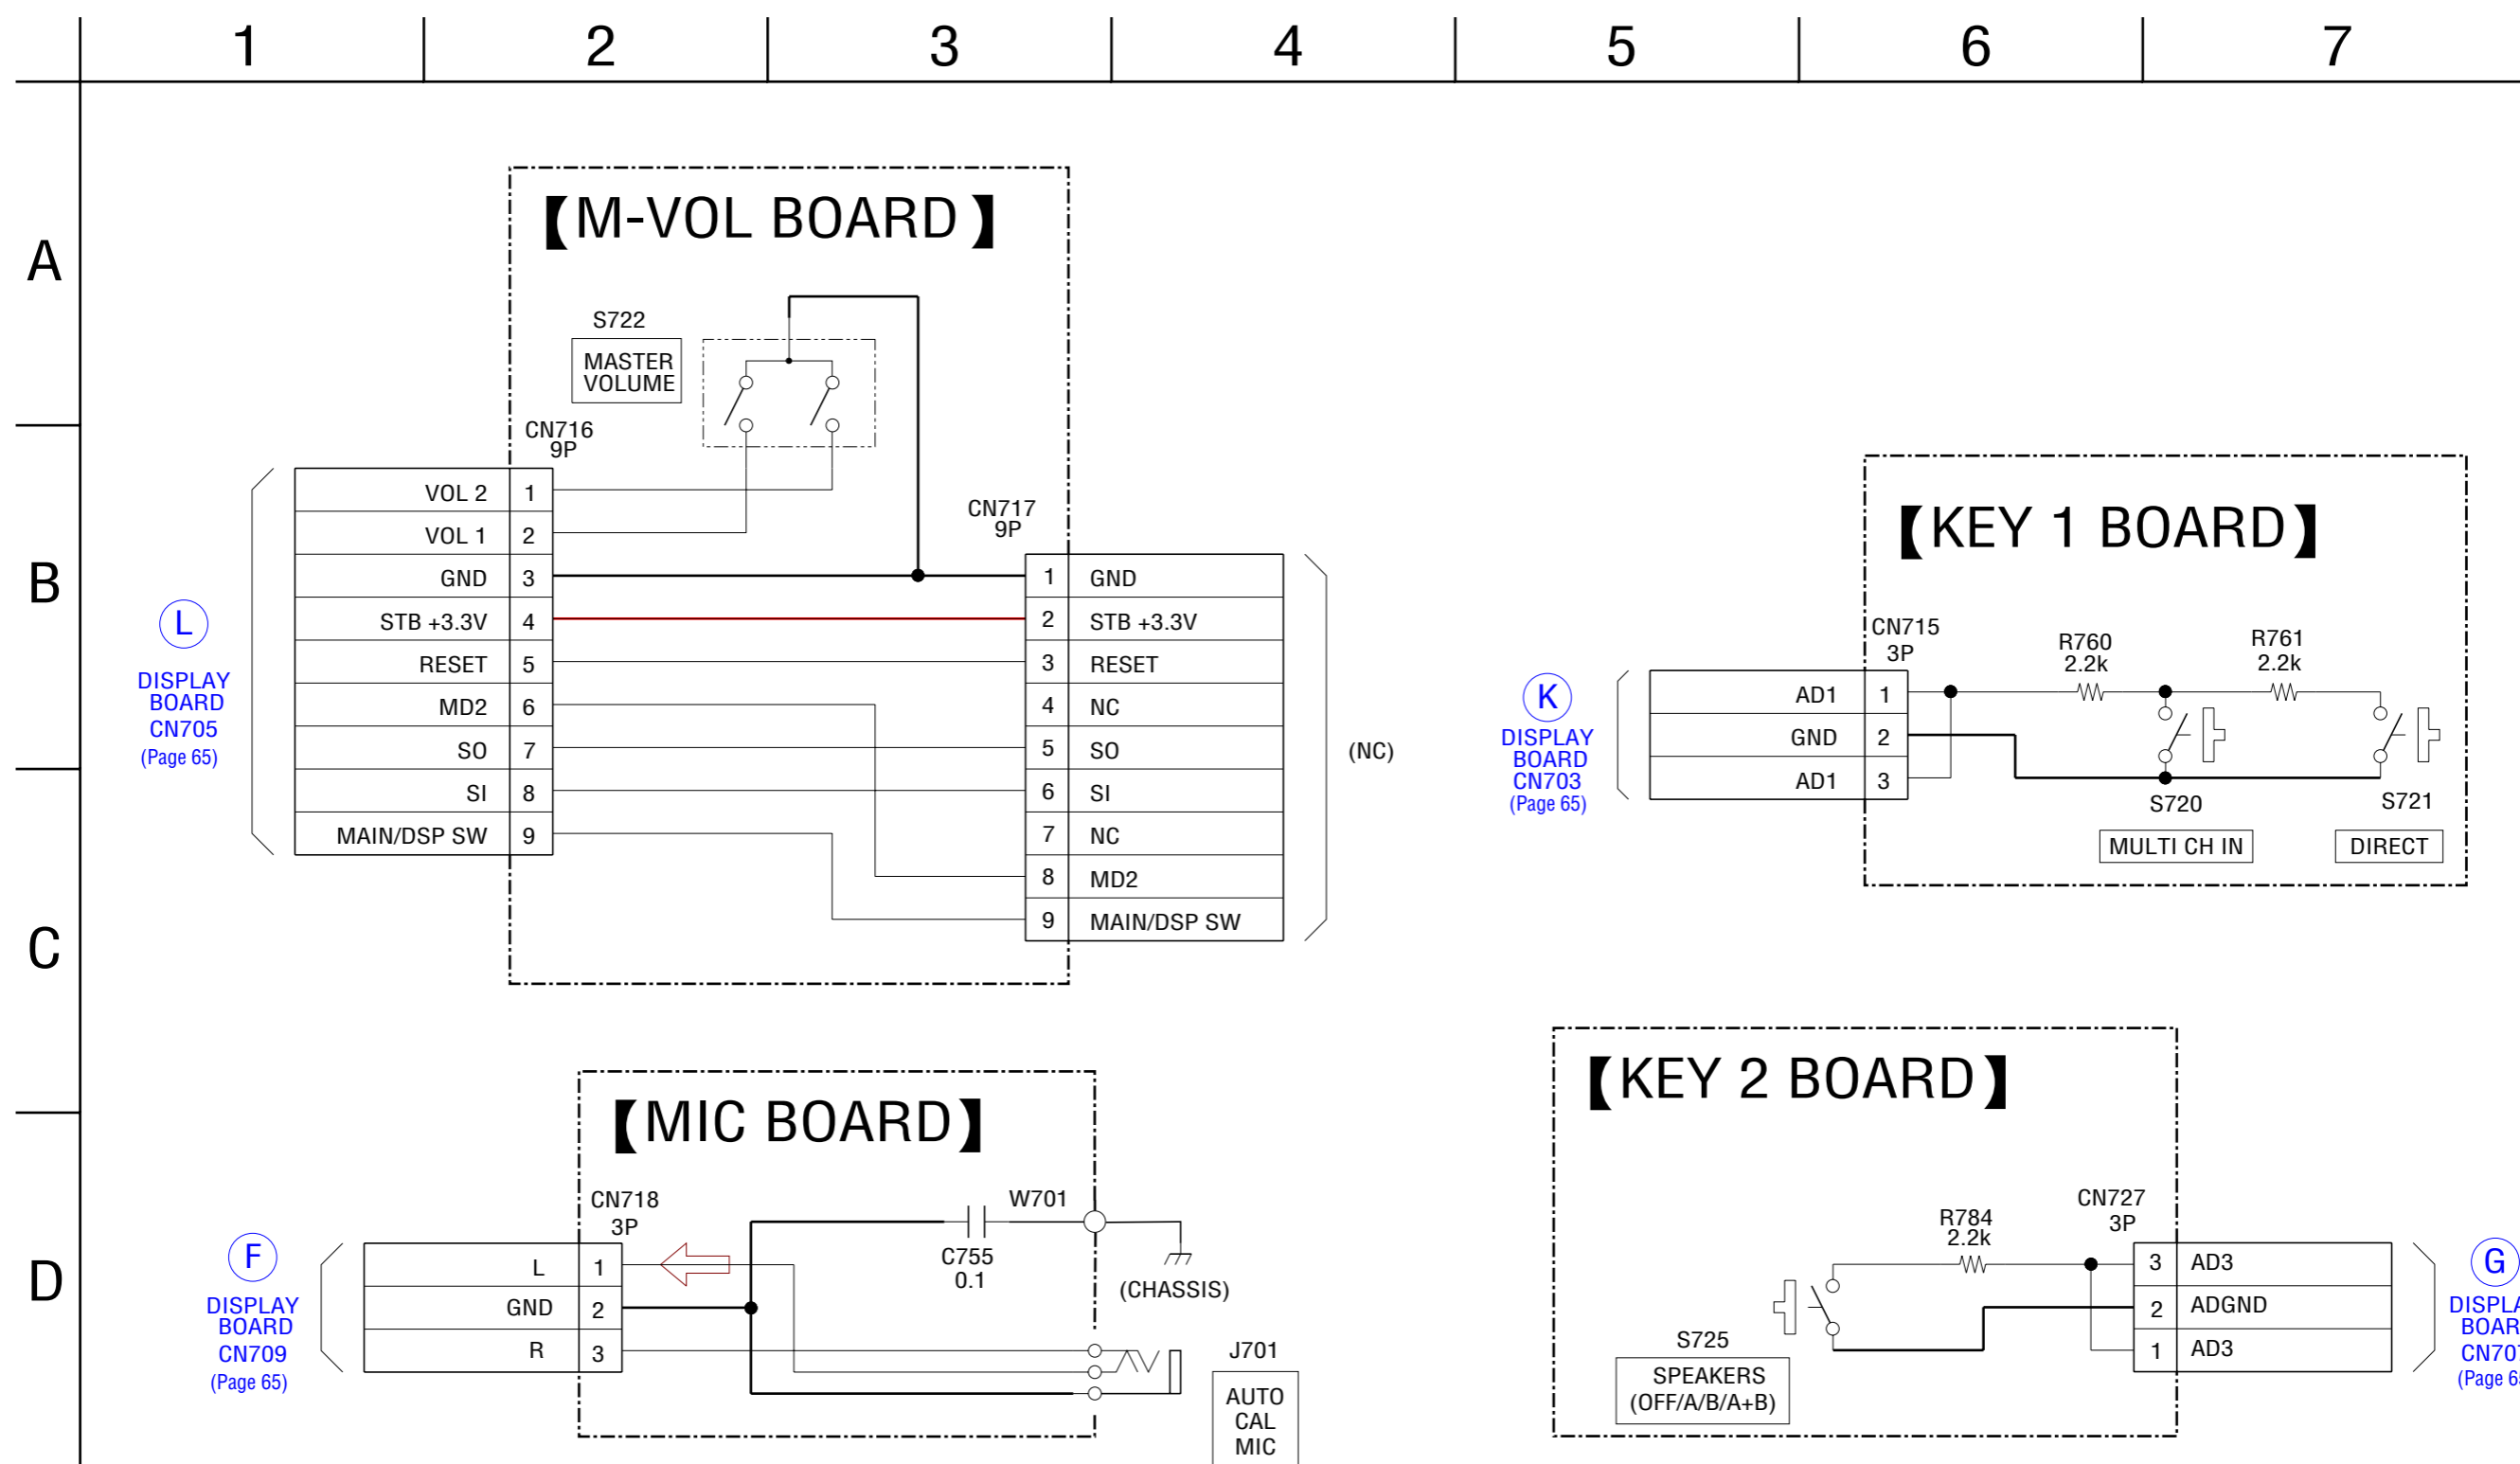 1 2 3 4 5 6 7
A
B
C
D
【M-VOL BOARD】
S722
MASTER
VOLUME
CN716
9P
VOL 2 1
VOL 1 2
GND 3
STB +3.3V 4
RESET 5
MD2 6
SO 7
SI 8
MAIN/DSP SW 9
L
DISPLAY
BOARD
CN705
(Page 65)
CN717
9P
1 GND
2 STB +3.3V
3 RESET
4 NC
5 SO
6 SI
7 NC
8 MD2
9 MAIN/DSP SW
(NC)
【KEY 1 BOARD】
CN715
3P
R760
2.2k
R761
2.2k
AD1 1
GND 2
AD1 3
K
DISPLAY
BOARD
CN703
(Page 65)
S720
MULTI CH IN
S721
DIRECT
【MIC BOARD】
CN718
3P
W701
C755
0.1
(CHASSIS)
L 1
GND 2
R 3
F
DISPLAY
BOARD
CN709
(Page 65)
J701
AUTO
CAL
MIC
【KEY 2 BOARD】
R784
2.2k
CN727
3P
3 AD3
2 ADGND
1 AD3
S725
SPEAKERS
(OFF/A/B/A+B)
G